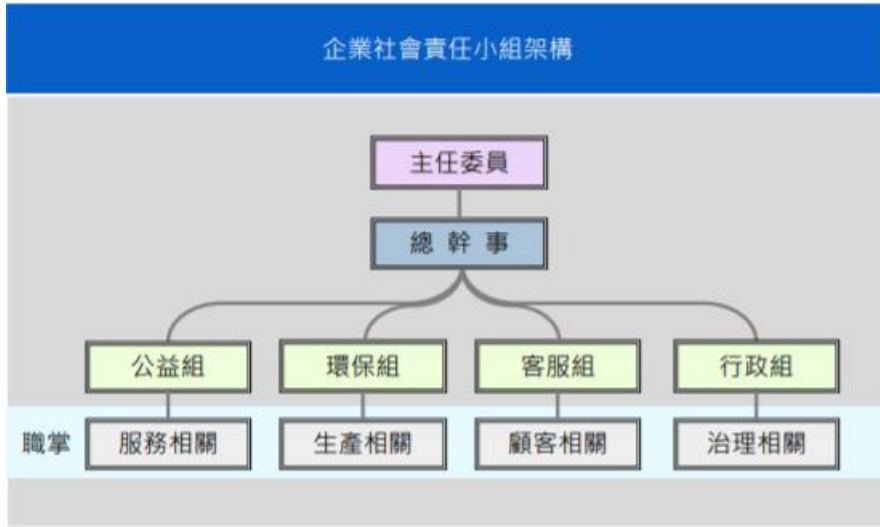 企業社會責任小組架構
主任委員
總 幹 事
公益組 環保組 客服組 行政組
職掌 服務相關 生產相關 顧客相關 治理相關